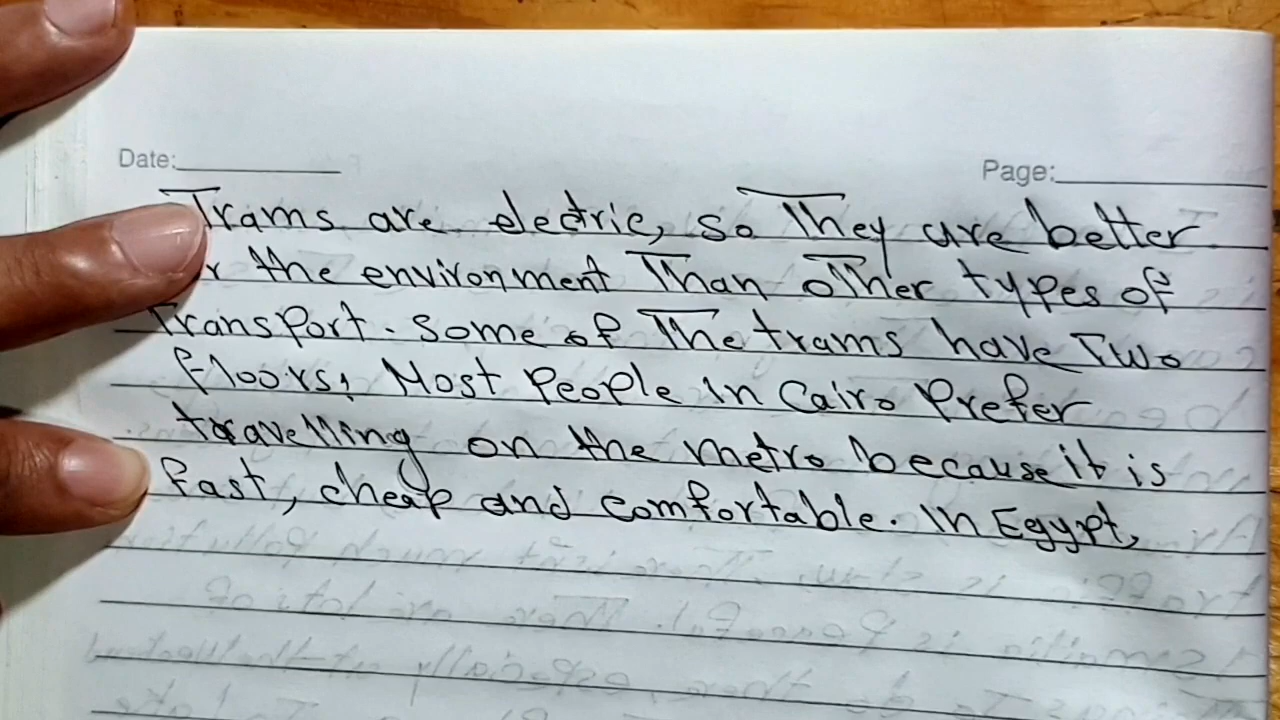 Date:
Page:
Trams are electric, so They are better
r the environment Than other types of
Transport. Some of The trams have Two
floors, Most People in Cairo Prefer
travelling on the metro because it is
fast, cheap and comfortable. In Egypt,